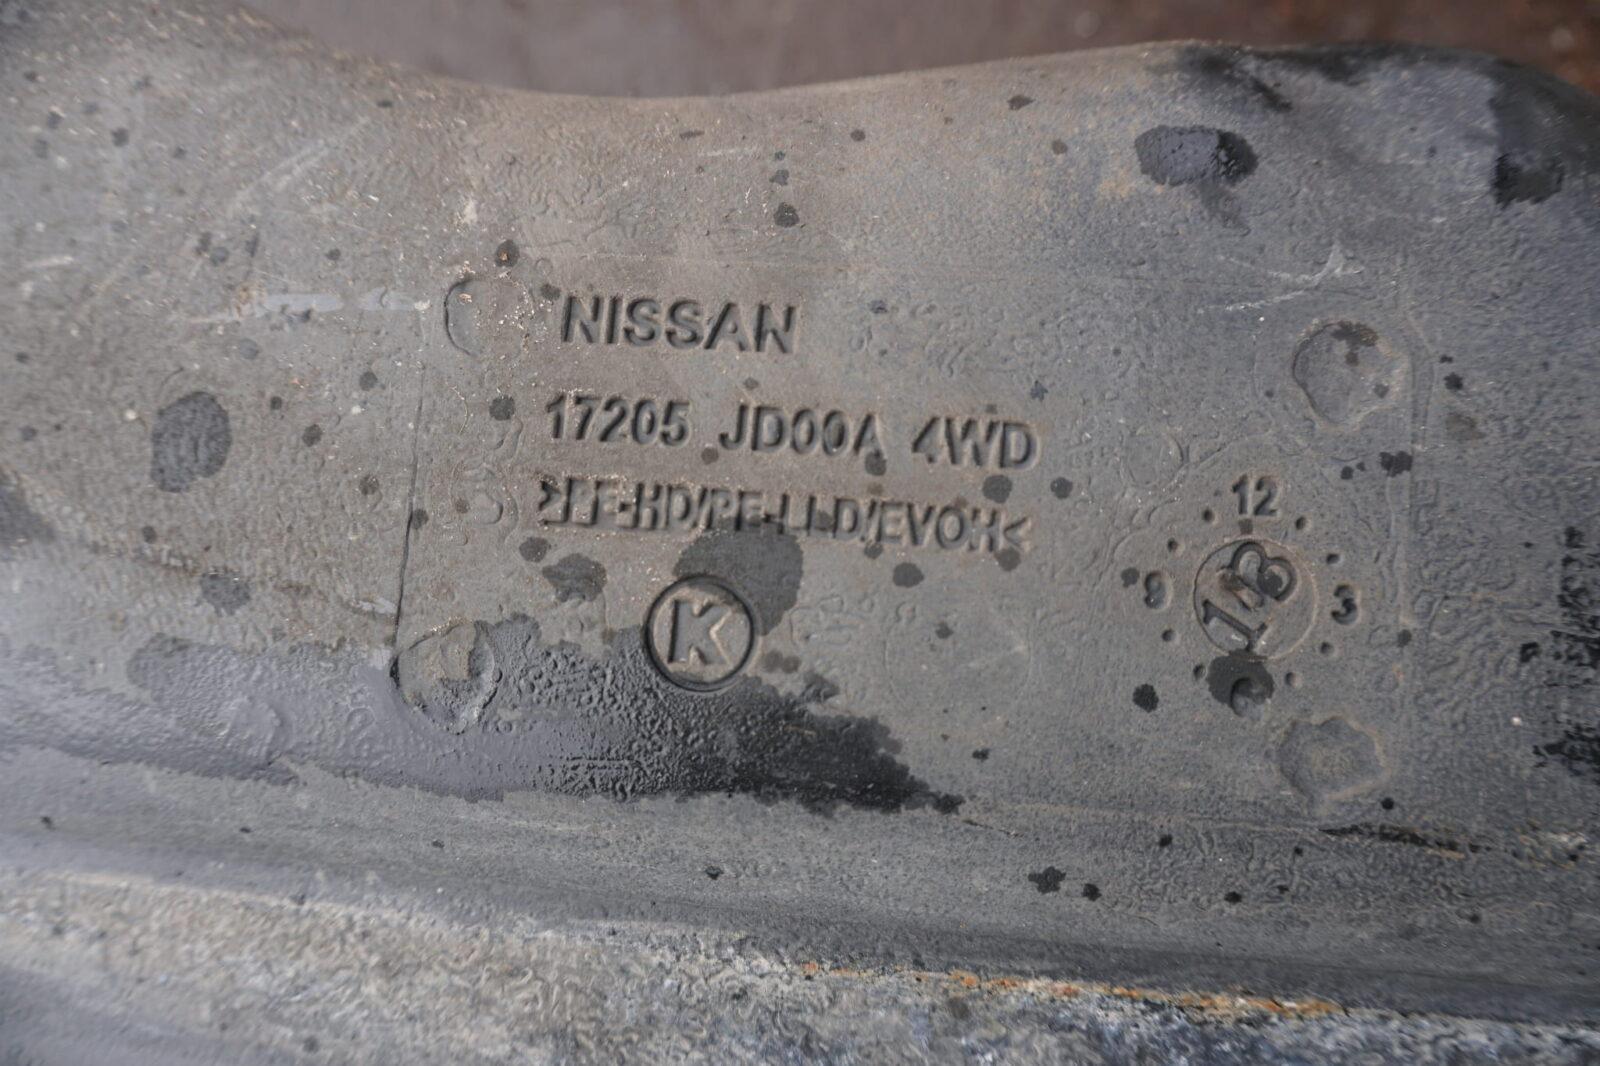 NISSAN
17205 JD00A 4WD
>PE-HD/PE-LLD/EVOH<
K
12
9
3